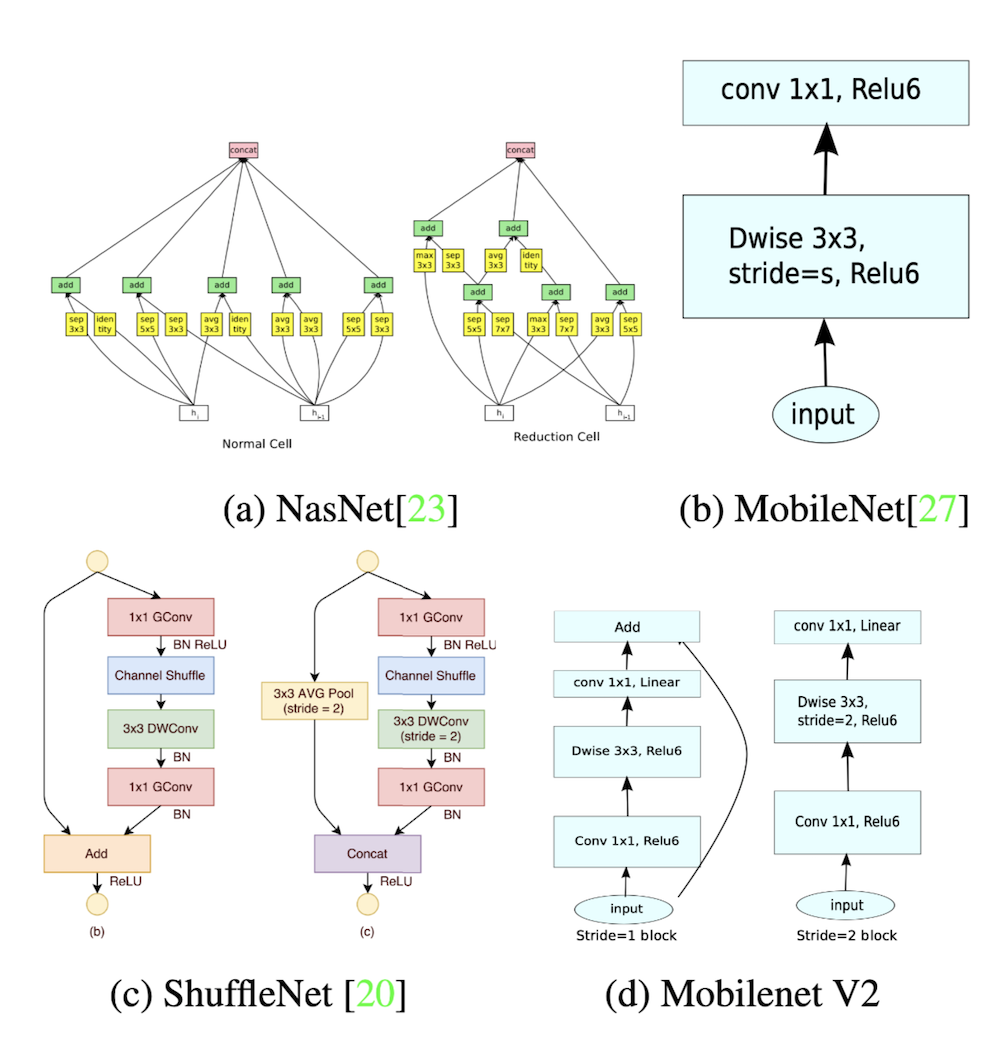 concat
add
add
add
add
add
sep
3x3
iden
tity
sep
5x5
sep
3x3
avg
3x3
iden
tity
avg
3x3
avg
3x3
sep
5x5
sep
3x3
hi
hi-1
Normal Cell
concat
add
add
max
3x3
sep
3x3
avg
3x3
iden
tity
add
add
add
sep
5x5
sep
7x7
max
3x3
sep
7x7
avg
3x3
sep
5x5
hi
hi-1
Reduction Cell
(a) NasNet[23]
conv 1x1, Relu6
Dwise 3x3,
stride=s, Relu6
input
(b) MobileNet[27]
1x1 GConv
BN ReLU
Channel Shuffle
3x3 DWConv
BN
1x1 GConv
BN
Add
ReLU
(b)
1x1 GConv
BN ReLU
Channel Shuffle
3x3 AVG Pool
(stride = 2)
3x3 DWConv
(stride = 2)
BN
1x1 GConv
BN
Concat
ReLU
(c)
(c) ShuffleNet [20]
Add
conv 1x1, Linear
Dwise 3x3, Relu6
Conv 1x1, Relu6
input
Stride=1 block
conv 1x1, Linear
Dwise 3x3,
stride=2, Relu6
Conv 1x1, Relu6
input
Stride=2 block
(d) Mobilenet V2